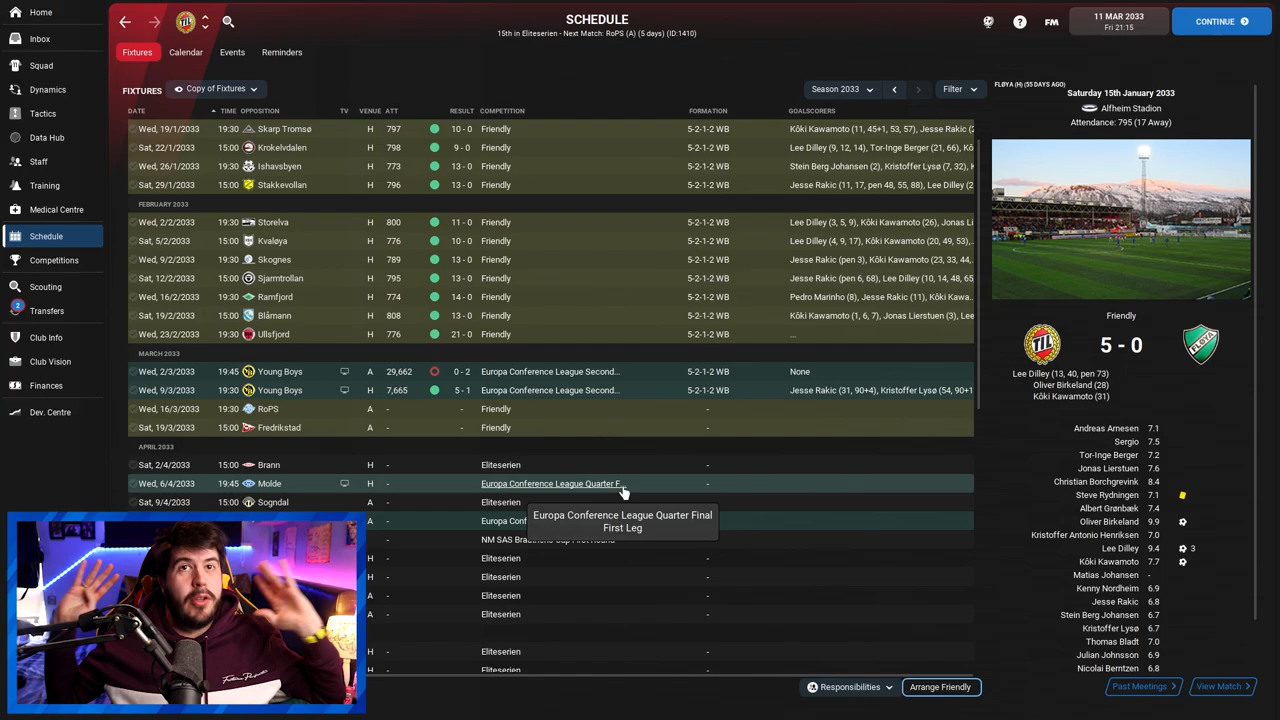 Home
Inbox
Squad
Dynamics
Tactics
Data Hub
Staff
Training
Medical Centre
Schedule
Competitions
Scouting
2
Transfers
Club Info
Club Vision
Finances
Dev. Centre
SCHEDULE
15th in Eliteserien - Next Match: RoPS (A) (5 days) (ID:1410)
? FM
11 MAR 2033
Fri 21:15
CONTINUE
Fixtures Calendar Events Reminders
FIXTURES Copy of Fixtures Season 2033 Filter
DATE TIME OPPOSITION TV VENUE ATT RESULT COMPETITION FORMATION GOALSCORERS
Wed, 19/1/2033 19:30 Skarp Tromsø H 797 10 - 0 Friendly 5-2-1-2 WB Kôki Kawamoto (11, 45+1, 53, 57), Jesse Rakic (2
Sat, 22/1/2033 15:00 Krokelvdalen H 798 9 - 0 Friendly 5-2-1-2 WB Lee Dilley (9, 12, 14), Tor-Inge Berger (21, 66), Kô
Wed, 26/1/2033 19:30 Ishavsbyen H 773 13 - 0 Friendly 5-2-1-2 WB Stein Berg Johansen (2), Kristoffer Lysø (7, 32), K
Sat, 29/1/2033 15:00 Stakkevollan H 796 13 - 0 Friendly 5-2-1-2 WB Jesse Rakic (11, 17, pen 48, 55, 88), Lee Dilley (2
FEBRUARY 2033
Wed, 2/2/2033 19:30 Storelva H 800 11 - 0 Friendly 5-2-1-2 WB Lee Dilley (3, 5, 9), Kôki Kawamoto (26), Jonas Li
Sat, 5/2/2033 15:00 Kvaløya H 776 10 - 0 Friendly 5-2-1-2 WB Lee Dilley (4, 9, 17), Kôki Kawamoto (20, 49, 53),
Wed, 9/2/2033 19:30 Skognes H 789 13 - 0 Friendly 5-2-1-2 WB Jesse Rakic (pen 3), Kôki Kawamoto (23, 33, 44,
Sat, 12/2/2033 15:00 Sjarmtrollan H 795 13 - 0 Friendly 5-2-1-2 WB Jesse Rakic (pen 6, 68), Lee Dilley (10, 14, 48, 65
Wed, 16/2/2033 19:30 Ramfjord H 774 14 - 0 Friendly 5-2-1-2 WB Pedro Marinho (8), Jesse Rakic (11), Kôki Kawa...
Sat, 19/2/2033 15:00 Blåmann H 808 13 - 0 Friendly 5-2-1-2 WB Kôki Kawamoto (1, 6, 7), Jonas Lierstuen (3), Lee
Wed, 23/2/2033 19:30 Ullsfjord H 776 21 - 0 Friendly 5-2-1-2 WB ...
MARCH 2033
Wed, 2/3/2033 19:45 Young Boys A 29,662 0 - 2 Europa Conference League Second... 5-2-1-2 WB None
Wed, 9/3/2033 19:30 Young Boys H 7,665 5 - 1 Europa Conference League Second... 5-2-1-2 WB Jesse Rakic (31, 90+4), Kristoffer Lysø (54, 90+1
Wed, 16/3/2033 19:30 RoPS A - - Friendly -
Sat, 19/3/2033 15:00 Fredrikstad A - - Friendly -
APRIL 2033
Sat, 2/4/2033 15:00 Brann H - - Eliteserien -
Wed, 6/4/2033 19:45 Molde H - - Europa Conference League Quarter F... -
Sat, 9/4/2033 15:00 Sogndal A - - Eliteserien -
A - - Europa Conf -
NM SAS Braathens Cup First Round -
H - - Eliteserien -
H - - Eliteserien -
A - - Eliteserien -
A - - Eliteserien -
H - - Eliteserien -
H - - Eliteserien -
Europa Conference League Quarter Final
First Leg
Responsibilities Arrange Friendly
FLØYA (H) (55 DAYS AGO)
Saturday 15th January 2033
Alfheim Stadion
Attendance: 795 (17 Away)
Friendly
TIL 5 - 0 FLØYA
Lee Dilley (13, 40, pen 73)
Oliver Birkeland (28)
Kôki Kawamoto (31)
Andreas Arnesen 7.1
Sergio 7.5
Tor-Inge Berger 7.2
Jonas Lierstuen 7.6
Christian Borchgrevink 8.4
Steve Rydningen 7.1
Albert Grønbæk 7.4
Oliver Birkeland 9.9
Kristoffer Antonio Henriksen 7.7
Lee Dilley 9.4 3
Kôki Kawamoto 7.7
Matias Johansen -
Kenny Nordheim 6.9
Jesse Rakic 6.8
Stein Berg Johansen 6.7
Kristoffer Lysø 6.7
Thomas Bladt 7.0
Julian Johnsson 6.9
Nicolai Berntzen 6.8
Past Meetings View Match